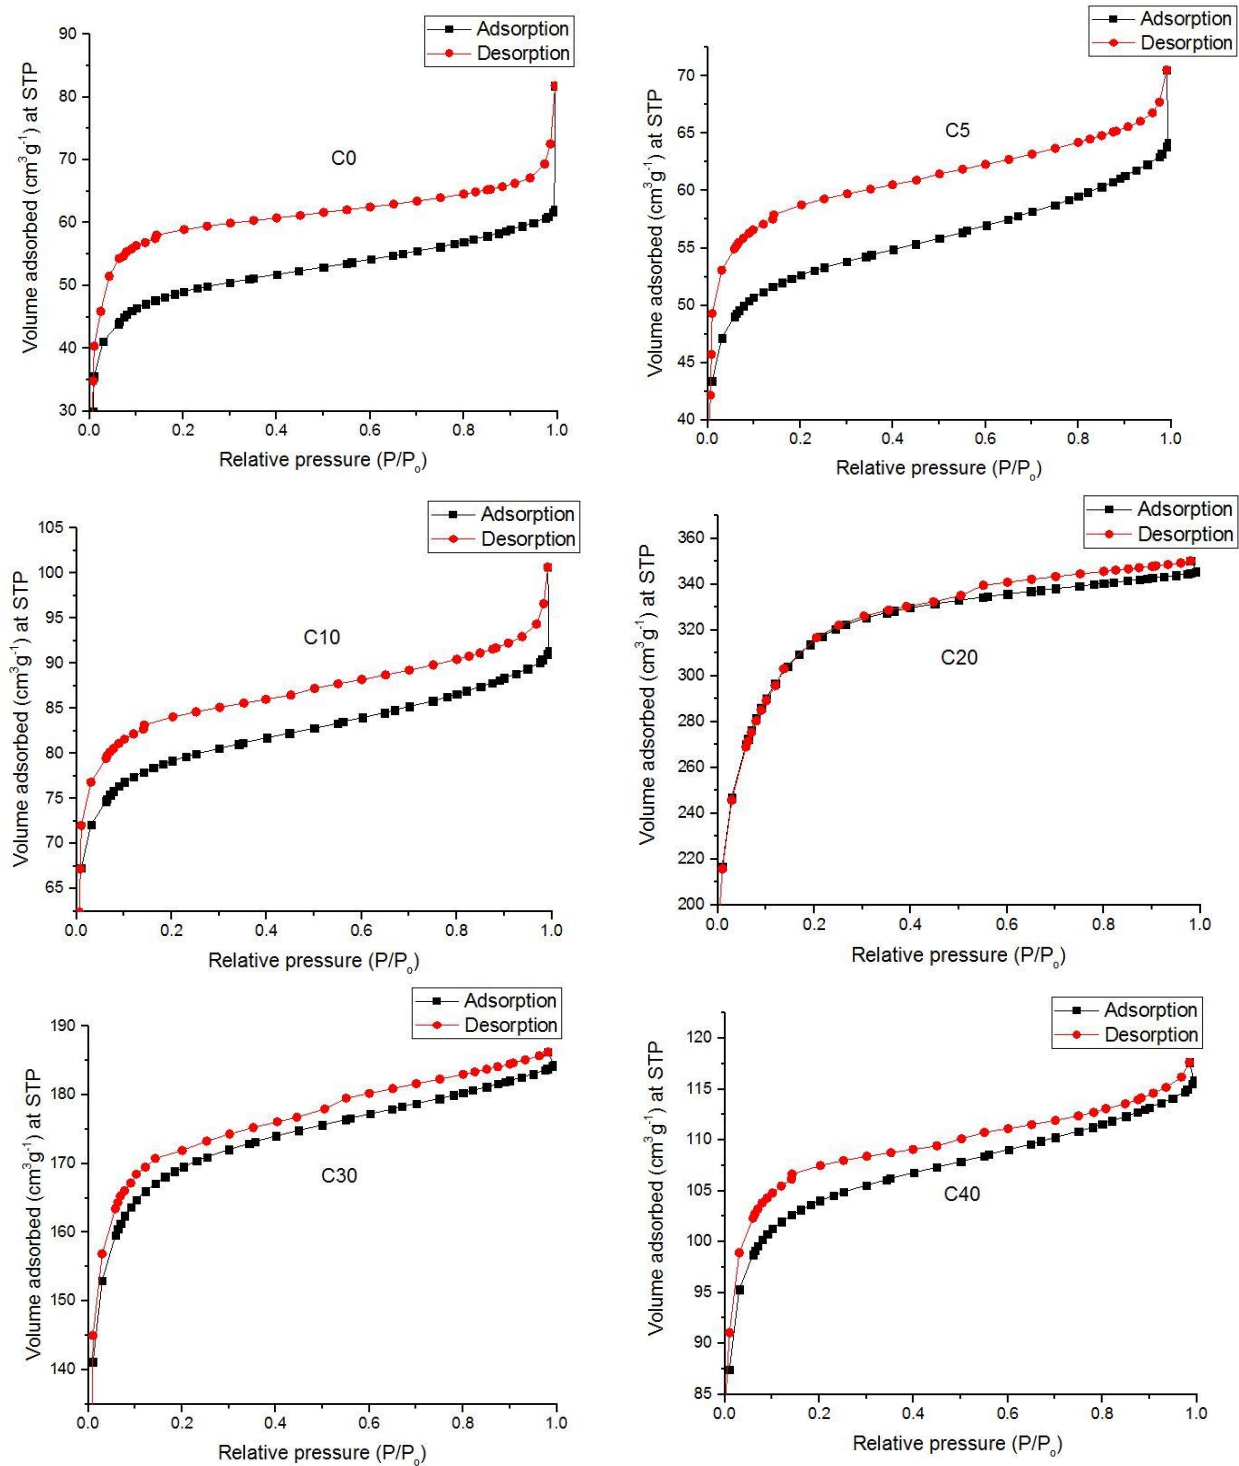 Adsorption
Desorption
C0
Volume adsorbed (cm³g⁻¹) at STP
90
80
70
60
50
40
30
0.0 0.2 0.4 0.6 0.8 1.0
Relative pressure (P/Pₒ)
Adsorption
Desorption
C5
Volume adsorbed (cm³g⁻¹) at STP
70
65
60
55
50
45
40
0.0 0.2 0.4 0.6 0.8 1.0
Relative pressure (P/Pₒ)
Adsorption
Desorption
C10
Volume adsorbed (cm³g⁻¹) at STP
105
100
95
90
85
80
75
70
65
0.0 0.2 0.4 0.6 0.8 1.0
Relative pressure (P/Pₒ)
Adsorption
Desorption
C20
Volume adsorbed (cm³g⁻¹) at STP
360
340
320
300
280
260
240
220
200
0.0 0.2 0.4 0.6 0.8 1.0
Relative pressure (P/Pₒ)
Adsorption
Desorption
C30
Volume adsorbed (cm³g⁻¹) at STP
190
180
170
160
150
140
0.0 0.2 0.4 0.6 0.8 1.0
Relative pressure (P/Pₒ)
Adsorption
Desorption
C40
Volume adsorbed (cm³g⁻¹) at STP
120
115
110
105
100
95
90
85
0.0 0.2 0.4 0.6 0.8 1.0
Relative pressure (P/Pₒ)